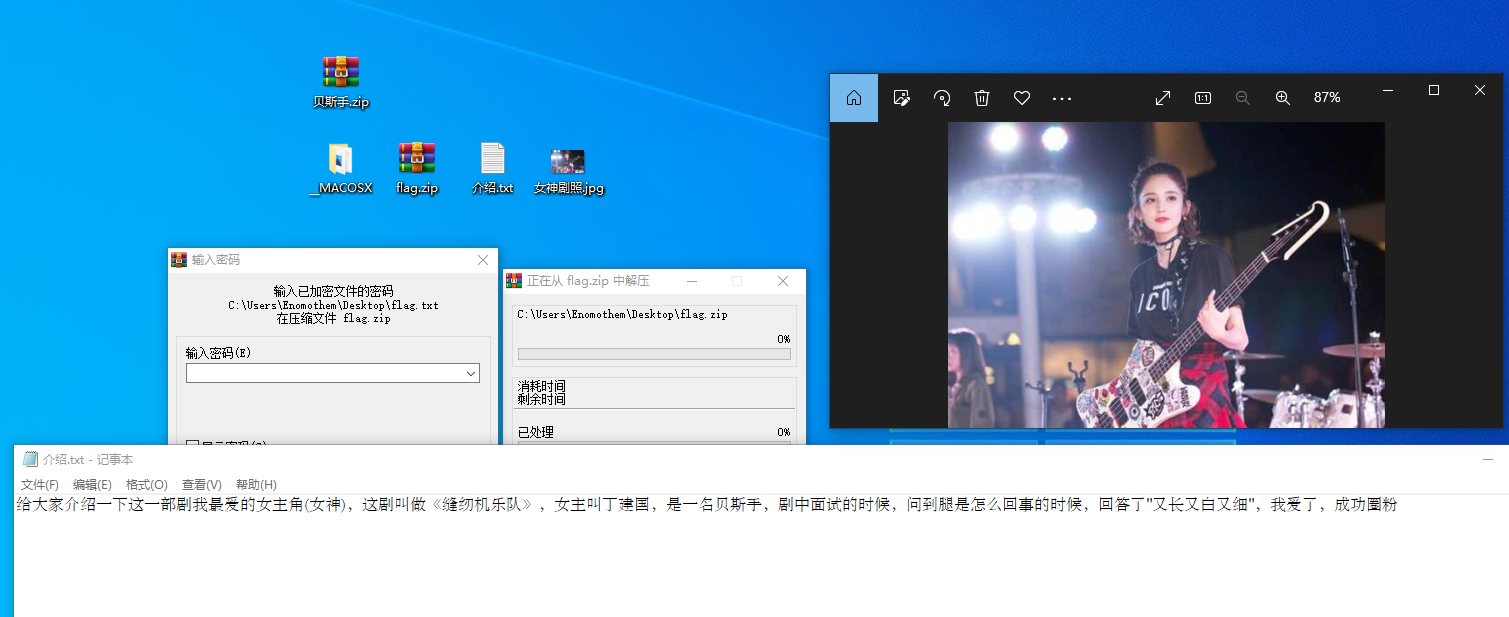 贝斯手.zip
__MACOSX
flag.zip
介绍.txt
女神剧照.jpg
87%
输入密码
输入已加密文件的密码
C:\Users\Enomothem\Desktop\flag.txt
在压缩文件 flag.zip
输入密码(E)
正在从 flag.zip 中解压
C:\Users\Enomothem\Desktop\flag.zip
0%
消耗时间
剩余时间
已处理
0%
介绍.txt - 记事本
文件(F) 编辑(E) 格式(O) 查看(V) 帮助(H)
给大家介绍一下这一部剧我最爱的女主角(女神)，这剧叫做《缝纫机乐队》，女主叫丁建国，是一名贝斯手，剧中面试的时候，问到腿是怎么回事的时候，回答了"又长又白又细"，我爱了，成功圈粉